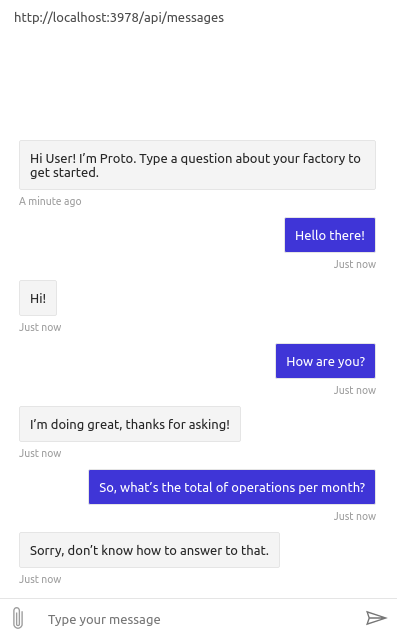 http://localhost:3978/api/messages
Hi User! I’m Proto. Type a question about your factory to
get started.
A minute ago
Hello there!
Just now
Hi!
Just now
How are you?
Just now
I’m doing great, thanks for asking!
Just now
So, what’s the total of operations per month?
Just now
Sorry, don’t know how to answer to that.
Just now
Type your message